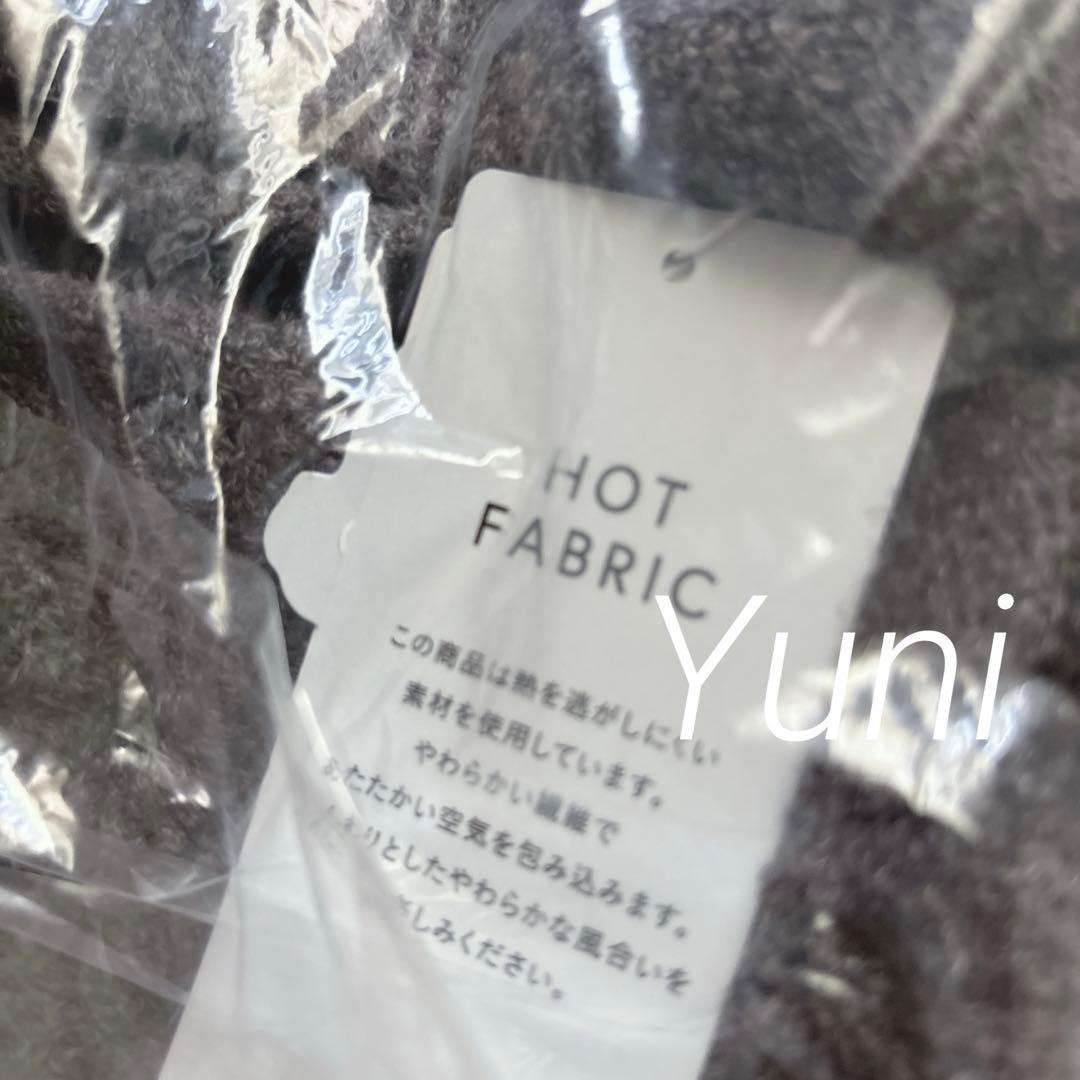 HOT
FABRIC
Yuni
この商品は熱を逃がしにくい
素材を使用しています。
やわらかい繊維で
たたかい空気を包み込みます。
りとしたやわらかな風合いを
しみください。